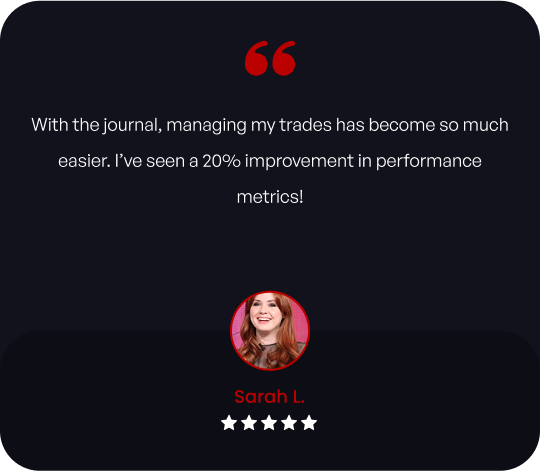 With the journal, managing my trades has become so much
easier. I’ve seen a 20% improvement in performance
metrics!
Sarah L.